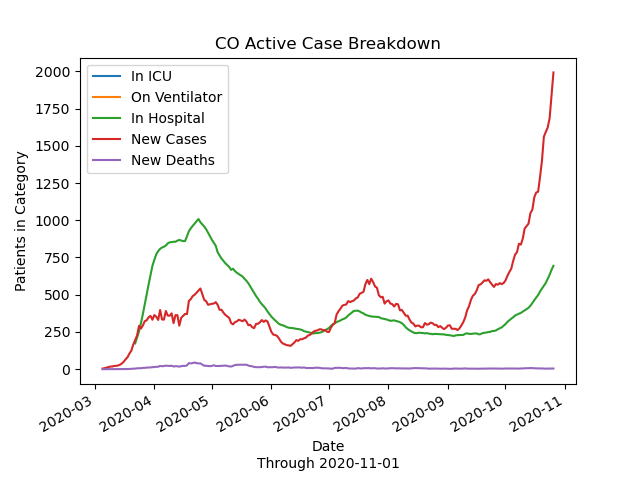 CO Active Case Breakdown
In ICU
On Ventilator
In Hospital
New Cases
New Deaths
Patients in Category
2000
1750
1500
1250
1000
750
500
250
0
2020-03
2020-04
2020-05
2020-06
2020-07
2020-08
2020-09
2020-10
2020-11
Date
Through 2020-11-01